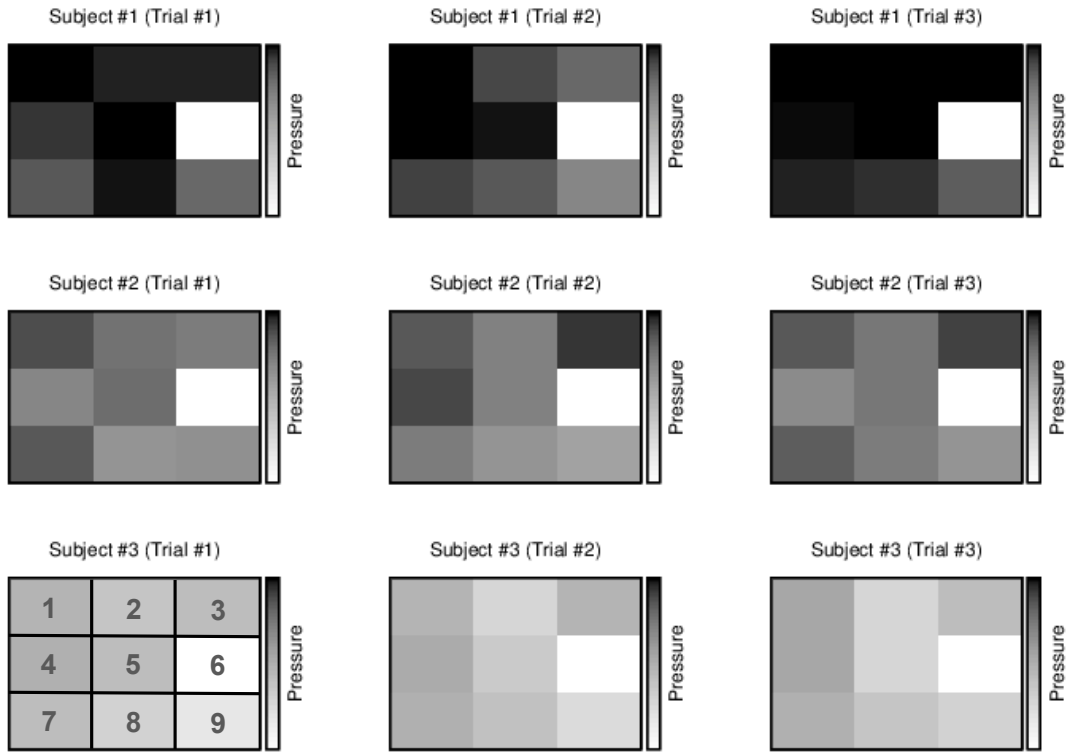 Subject #1 (Trial #1)
Subject #1 (Trial #2)
Subject #1 (Trial #3)
Pressure
Pressure
Pressure
Subject #2 (Trial #1)
Subject #2 (Trial #2)
Subject #2 (Trial #3)
Pressure
Pressure
Pressure
Subject #3 (Trial #1)
Subject #3 (Trial #2)
Subject #3 (Trial #3)
1 2 3
4 5 6
7 8 9
Pressure
Pressure
Pressure